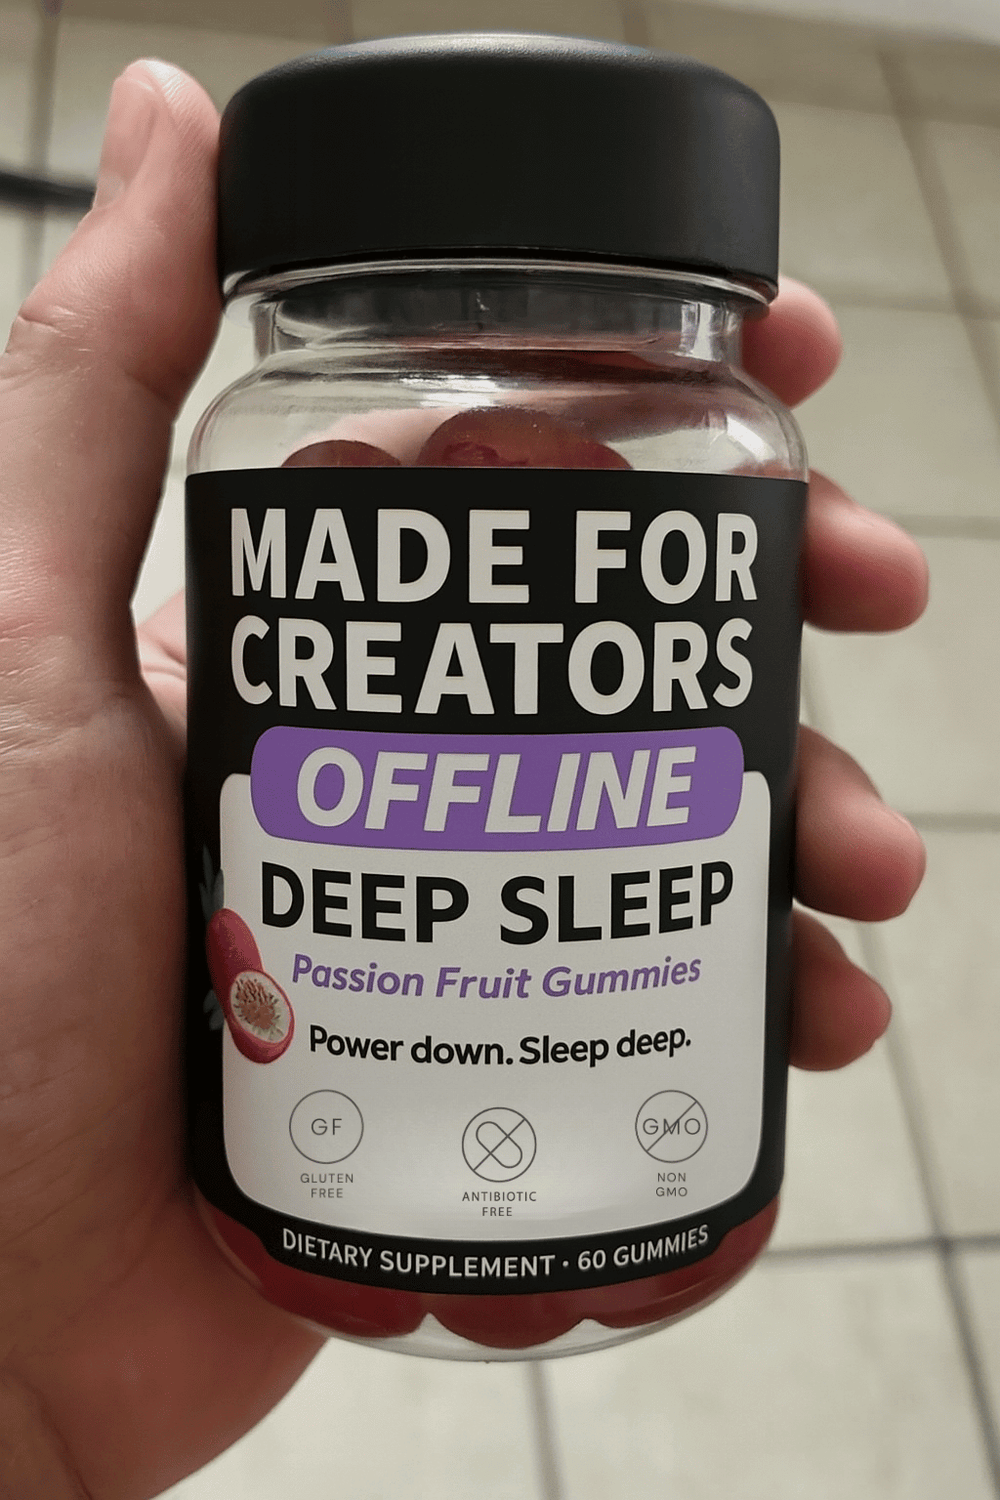 MADE FOR
CREATORS
OFFLINE
DEEP SLEEP
Passion Fruit Gummies
Power down. Sleep deep.
GF
GLUTEN
FREE
ANTIBIOTIC
FREE
GMO
NON
GMO
DIETARY SUPPLEMENT · 60 GUMMIES